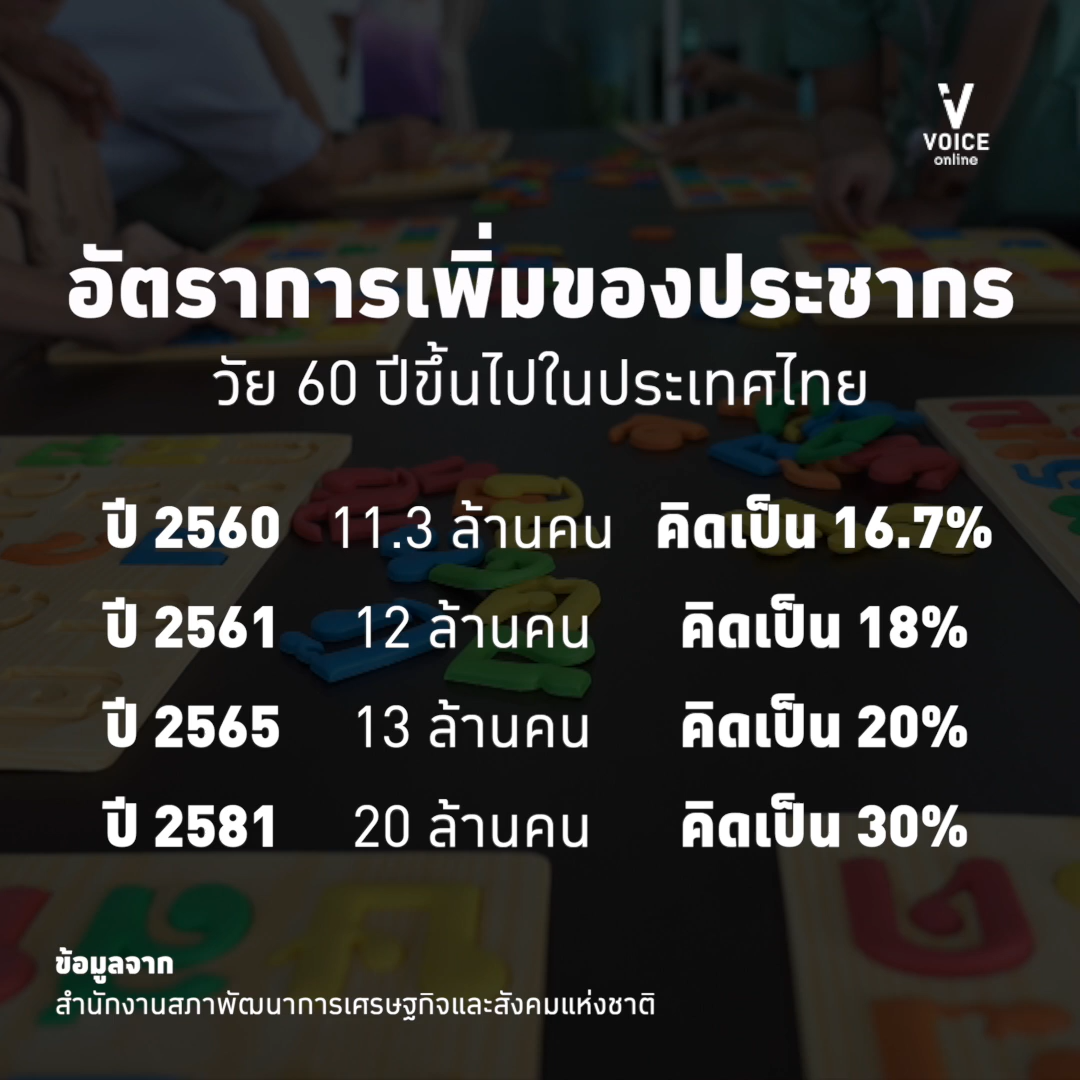 VOICE
online
อัตราการเพิ่มของประชากร
วัย 60 ปีขึ้นไปในประเทศไทย
ปี 2560 11.3 ล้านคน คิดเป็น 16.7%
ปี 2561 12 ล้านคน คิดเป็น 18%
ปี 2565 13 ล้านคน คิดเป็น 20%
ปี 2581 20 ล้านคน คิดเป็น 30%
ข้อมูลจาก
สำนักงานสภาพัฒนาการเศรษฐกิจและสังคมแห่งชาติ